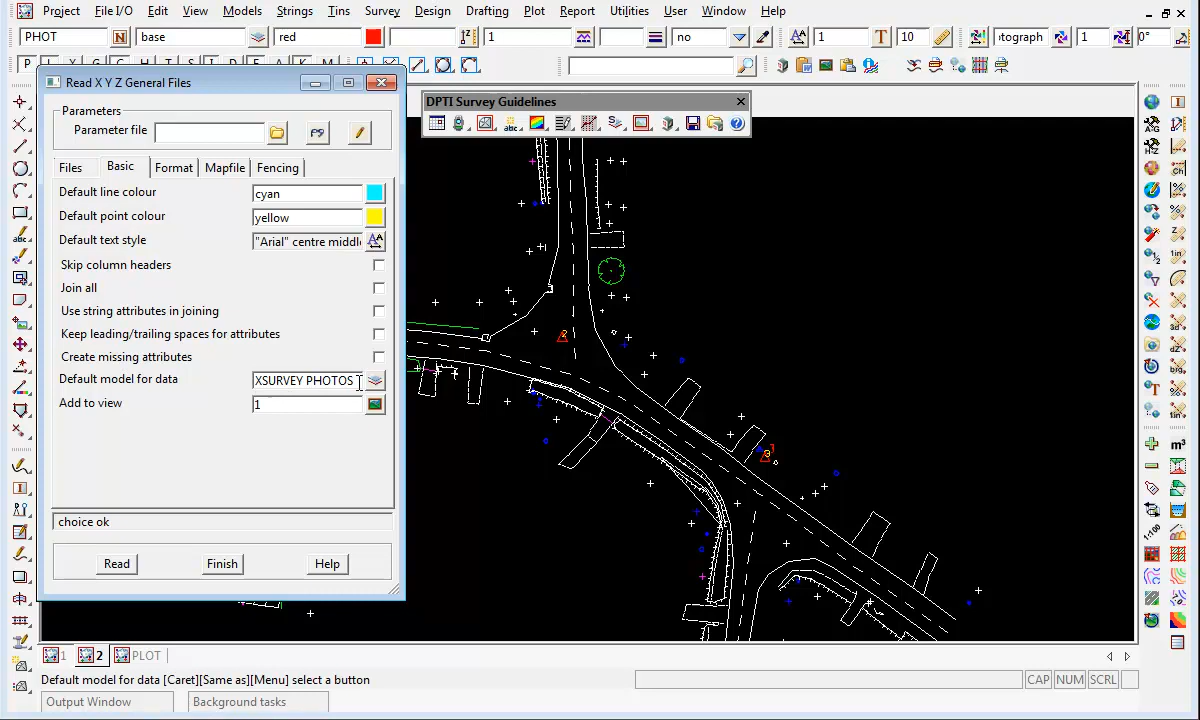 Project File I/O Edit View Models Strings Tins Survey Design Drafting Plot Report Utilities User Window Help
PHOT N base red 1 no 1 T 10 ıtograph 1 0°
Read X Y Z General Files
DPTI Survey Guidelines
Parameters
Parameter file
Files Basic Format Mapfile Fencing
Default line colour cyan
Default point colour yellow
Default text style "Arial" centre middl
Skip column headers
Join all
Use string attributes in joining
Keep leading/trailing spaces for attributes
Create missing attributes
Default model for data XSURVEY PHOTOS
Add to view 1
choice ok
Read Finish Help
1 2 PLOT
Default model for data [Caret][Same as][Menu] select a button CAP NUM SCRL
Output Window Background tasks